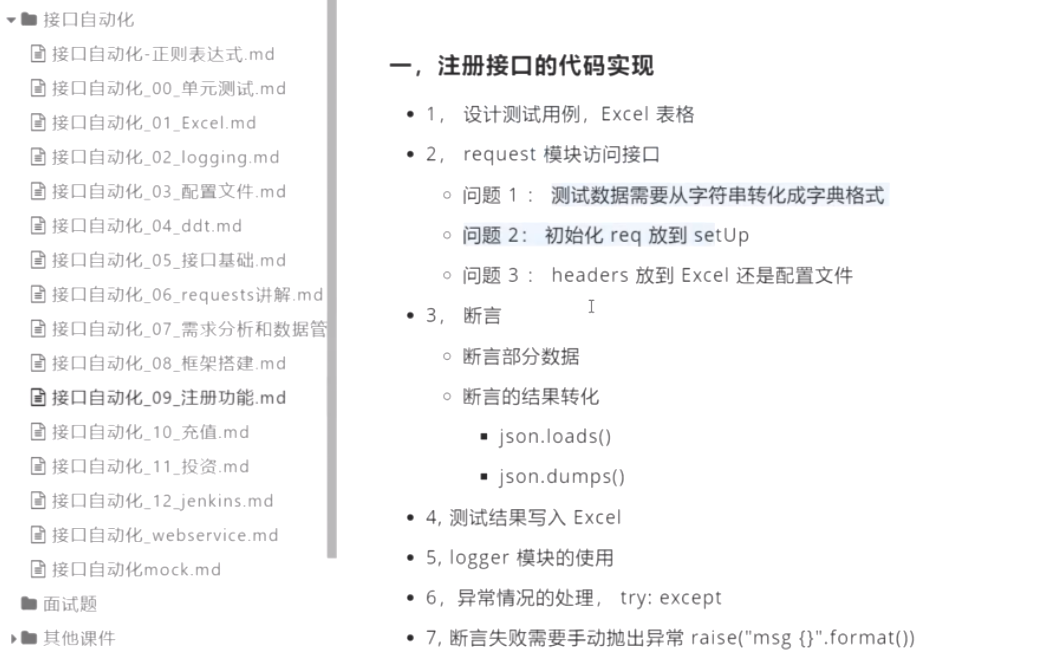 接口自动化
接口自动化-正则表达式.md
接口自动化_00_单元测试.md
接口自动化_01_Excel.md
接口自动化_02_logging.md
接口自动化_03_配置文件.md
接口自动化_04_ddt.md
接口自动化_05_接口基础.md
接口自动化_06_requests讲解.md
接口自动化_07_需求分析和数据管
接口自动化_08_框架搭建.md
接口自动化_09_注册功能.md
接口自动化_10_充值.md
接口自动化_11_投资.md
接口自动化_12_jenkins.md
接口自动化_webservice.md
接口自动化mock.md
面试题
其他课件
一，注册接口的代码实现
1， 设计测试用例，Excel 表格
2， request 模块访问接口
问题 1： 测试数据需要从字符串转化成字典格式
问题 2： 初始化 req 放到 setUp
问题 3： headers 放到 Excel 还是配置文件
3， 断言
断言部分数据
断言的结果转化
json.loads()
json.dumps()
4, 测试结果写入 Excel
5, logger 模块的使用
6，异常情况的处理， try: except
7, 断言失败需要手动抛出异常 raise("msg {}".format())